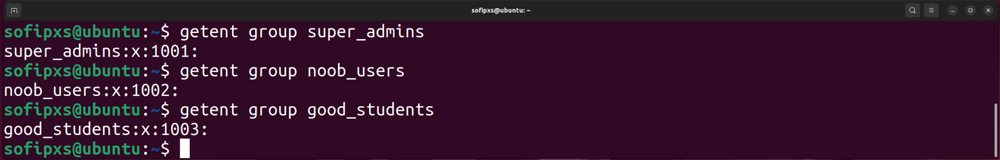 sofipxs@ubuntu: ~
sofipxs@ubuntu:~$ getent group super_admins
super_admins:x:1001:
sofipxs@ubuntu:~$ getent group noob_users
noob_users:x:1002:
sofipxs@ubuntu:~$ getent group good_students
good_students:x:1003:
sofipxs@ubuntu:~$